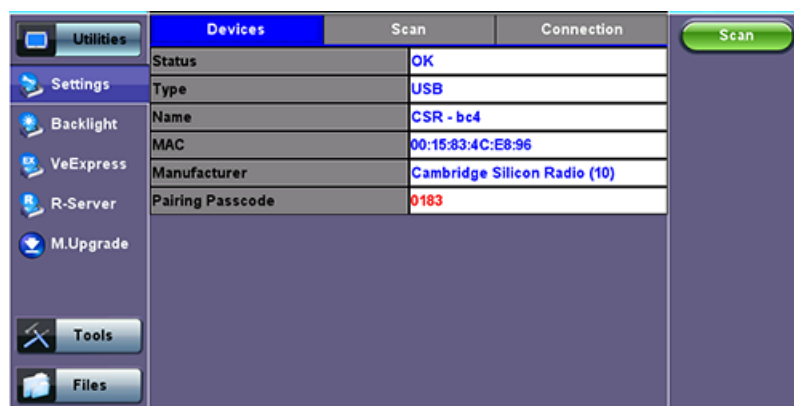 Utilities
Settings
Backlight
VeExpress
R-Server
M.Upgrade
Tools
Files
Devices Scan Connection
Status OK
Type USB
Name CSR - bc4
MAC 00:15:83:4C:E8:96
Manufacturer Cambridge Silicon Radio (10)
Pairing Passcode 0183
Scan